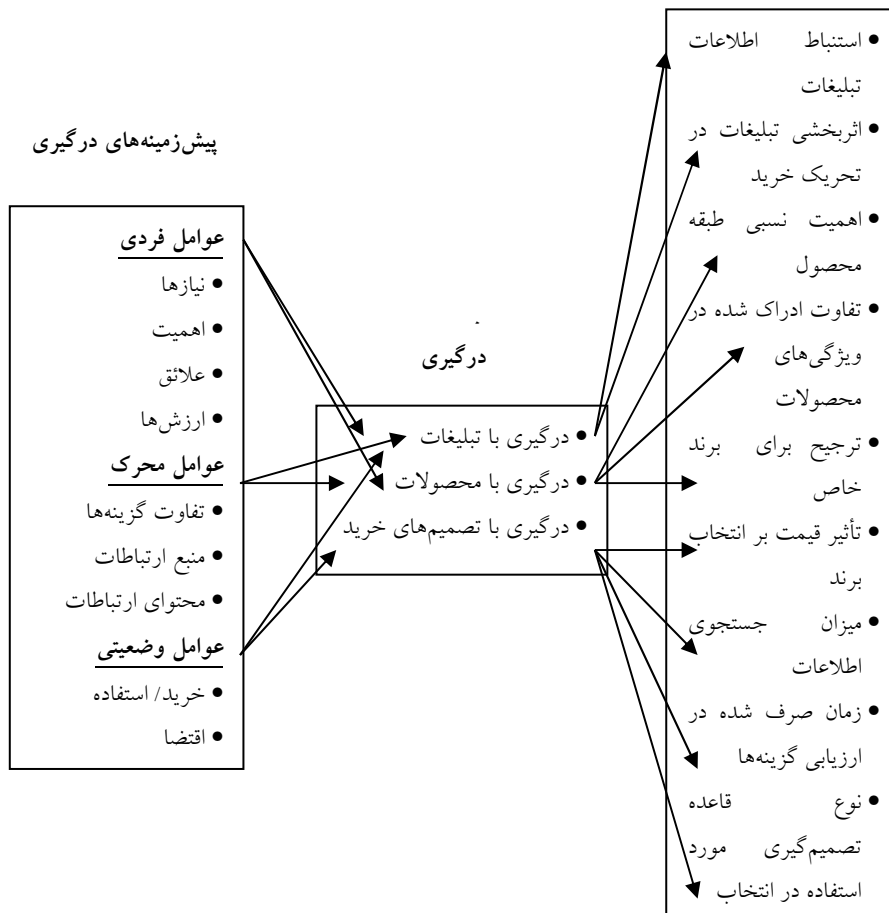 پیش‌زمینه‌های درگیری
عوامل فردی
• نیازها
• اهمیت
• علائق
• ارزش‌ها
عوامل محرک
• تفاوت گزینه‌ها
• منبع ارتباطات
• محتوای ارتباطات
عوامل وضعیتی
• خرید/ استفاده
• اقتضا
درگیری
• درگیری با تبلیغات
• درگیری با محصولات
• درگیری با تصمیم‌های خرید
• استنباط اطلاعات
تبلیغات
• اثربخشی تبلیغات در
تحریک خرید
• اهمیت نسبی طبقه
محصول
• تفاوت ادراک شده در
ویژگی‌های
محصولات
• ترجیح برای برند
خاص
• تأثیر قیمت بر انتخاب
برند
• میزان جستجوی
اطلاعات
• زمان صرف شده در
ارزیابی گزینه‌ها
• نوع قاعده
تصمیم‌گیری مورد
استفاده در انتخاب